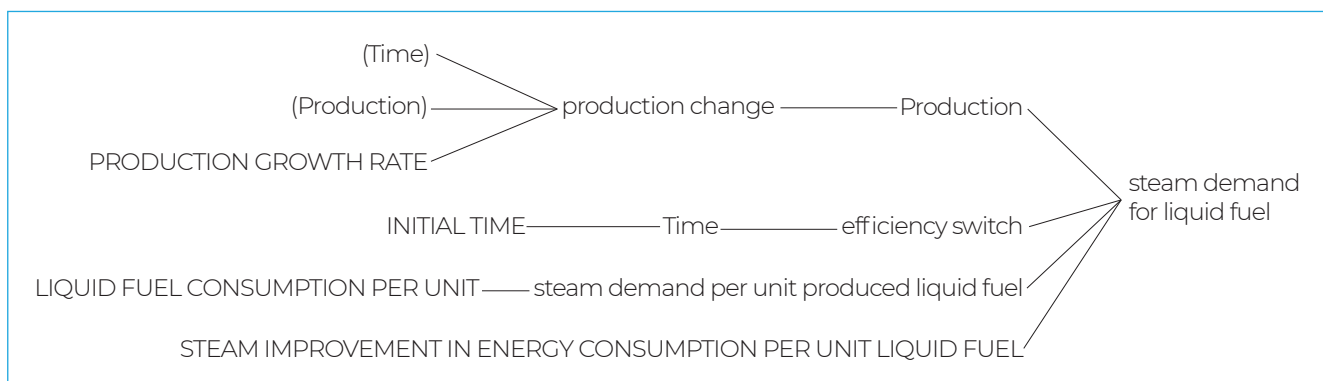 (Time)
(Production)
production change
Production
PRODUCTION GROWTH RATE
steam demand
for liquid fuel
INITIAL TIME
Time
efficiency switch
LIQUID FUEL CONSUMPTION PER UNIT
steam demand per unit produced liquid fuel
STEAM IMPROVEMENT IN ENERGY CONSUMPTION PER UNIT LIQUID FUEL